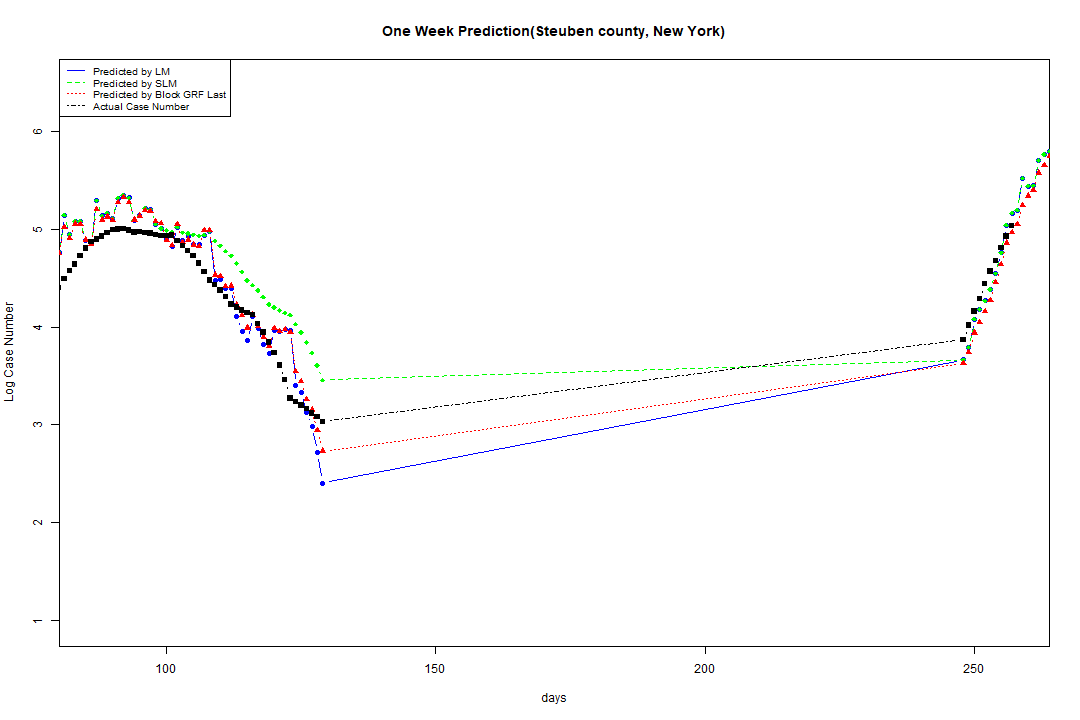 One Week Prediction(Steuben county, New York)
Predicted by LM
Predicted by SLM
Predicted by Block GRF Last
Actual Case Number
6
5
4
3
2
1
Log Case Number
100
150
200
250
days